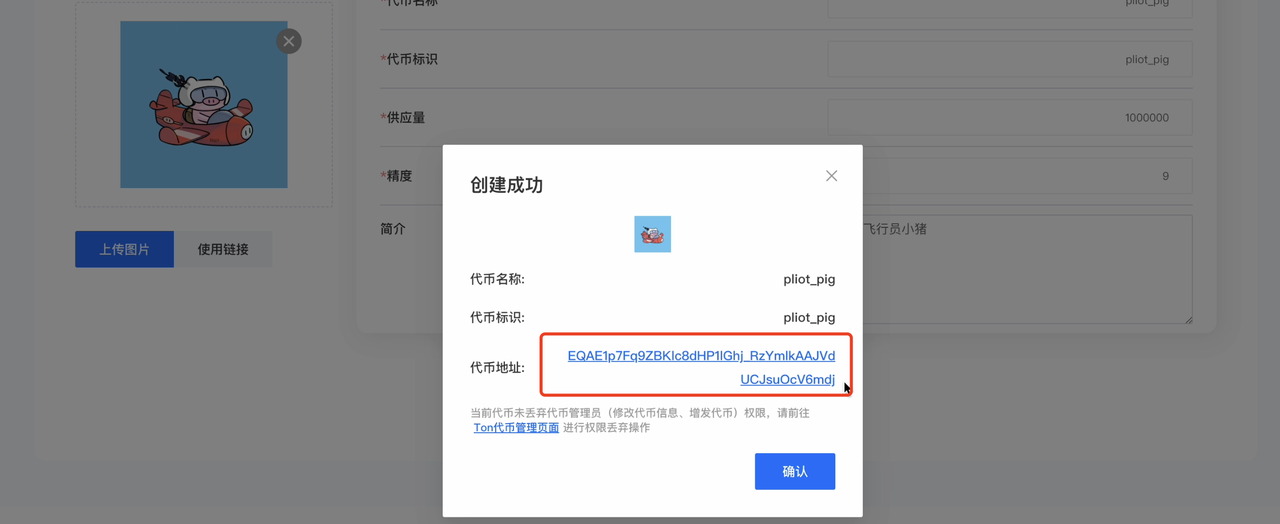 *代币名称
pliot_pig
*代币标识
pliot_pig
*供应量
1000000
*精度
9
简介
飞行员小猪
上传图片
使用链接
创建成功
代币名称:
pliot_pig
代币标识:
pliot_pig
代币地址:
EQAE1p7Fq9ZBKlc8dHP1lGhj_RzYmlkAAJVd
UCJsuOcV6mdj
当前代币未丢弃代币管理员（修改代币信息、增发代币）权限，请前往
Ton代币管理页面 进行权限丢弃操作
确认